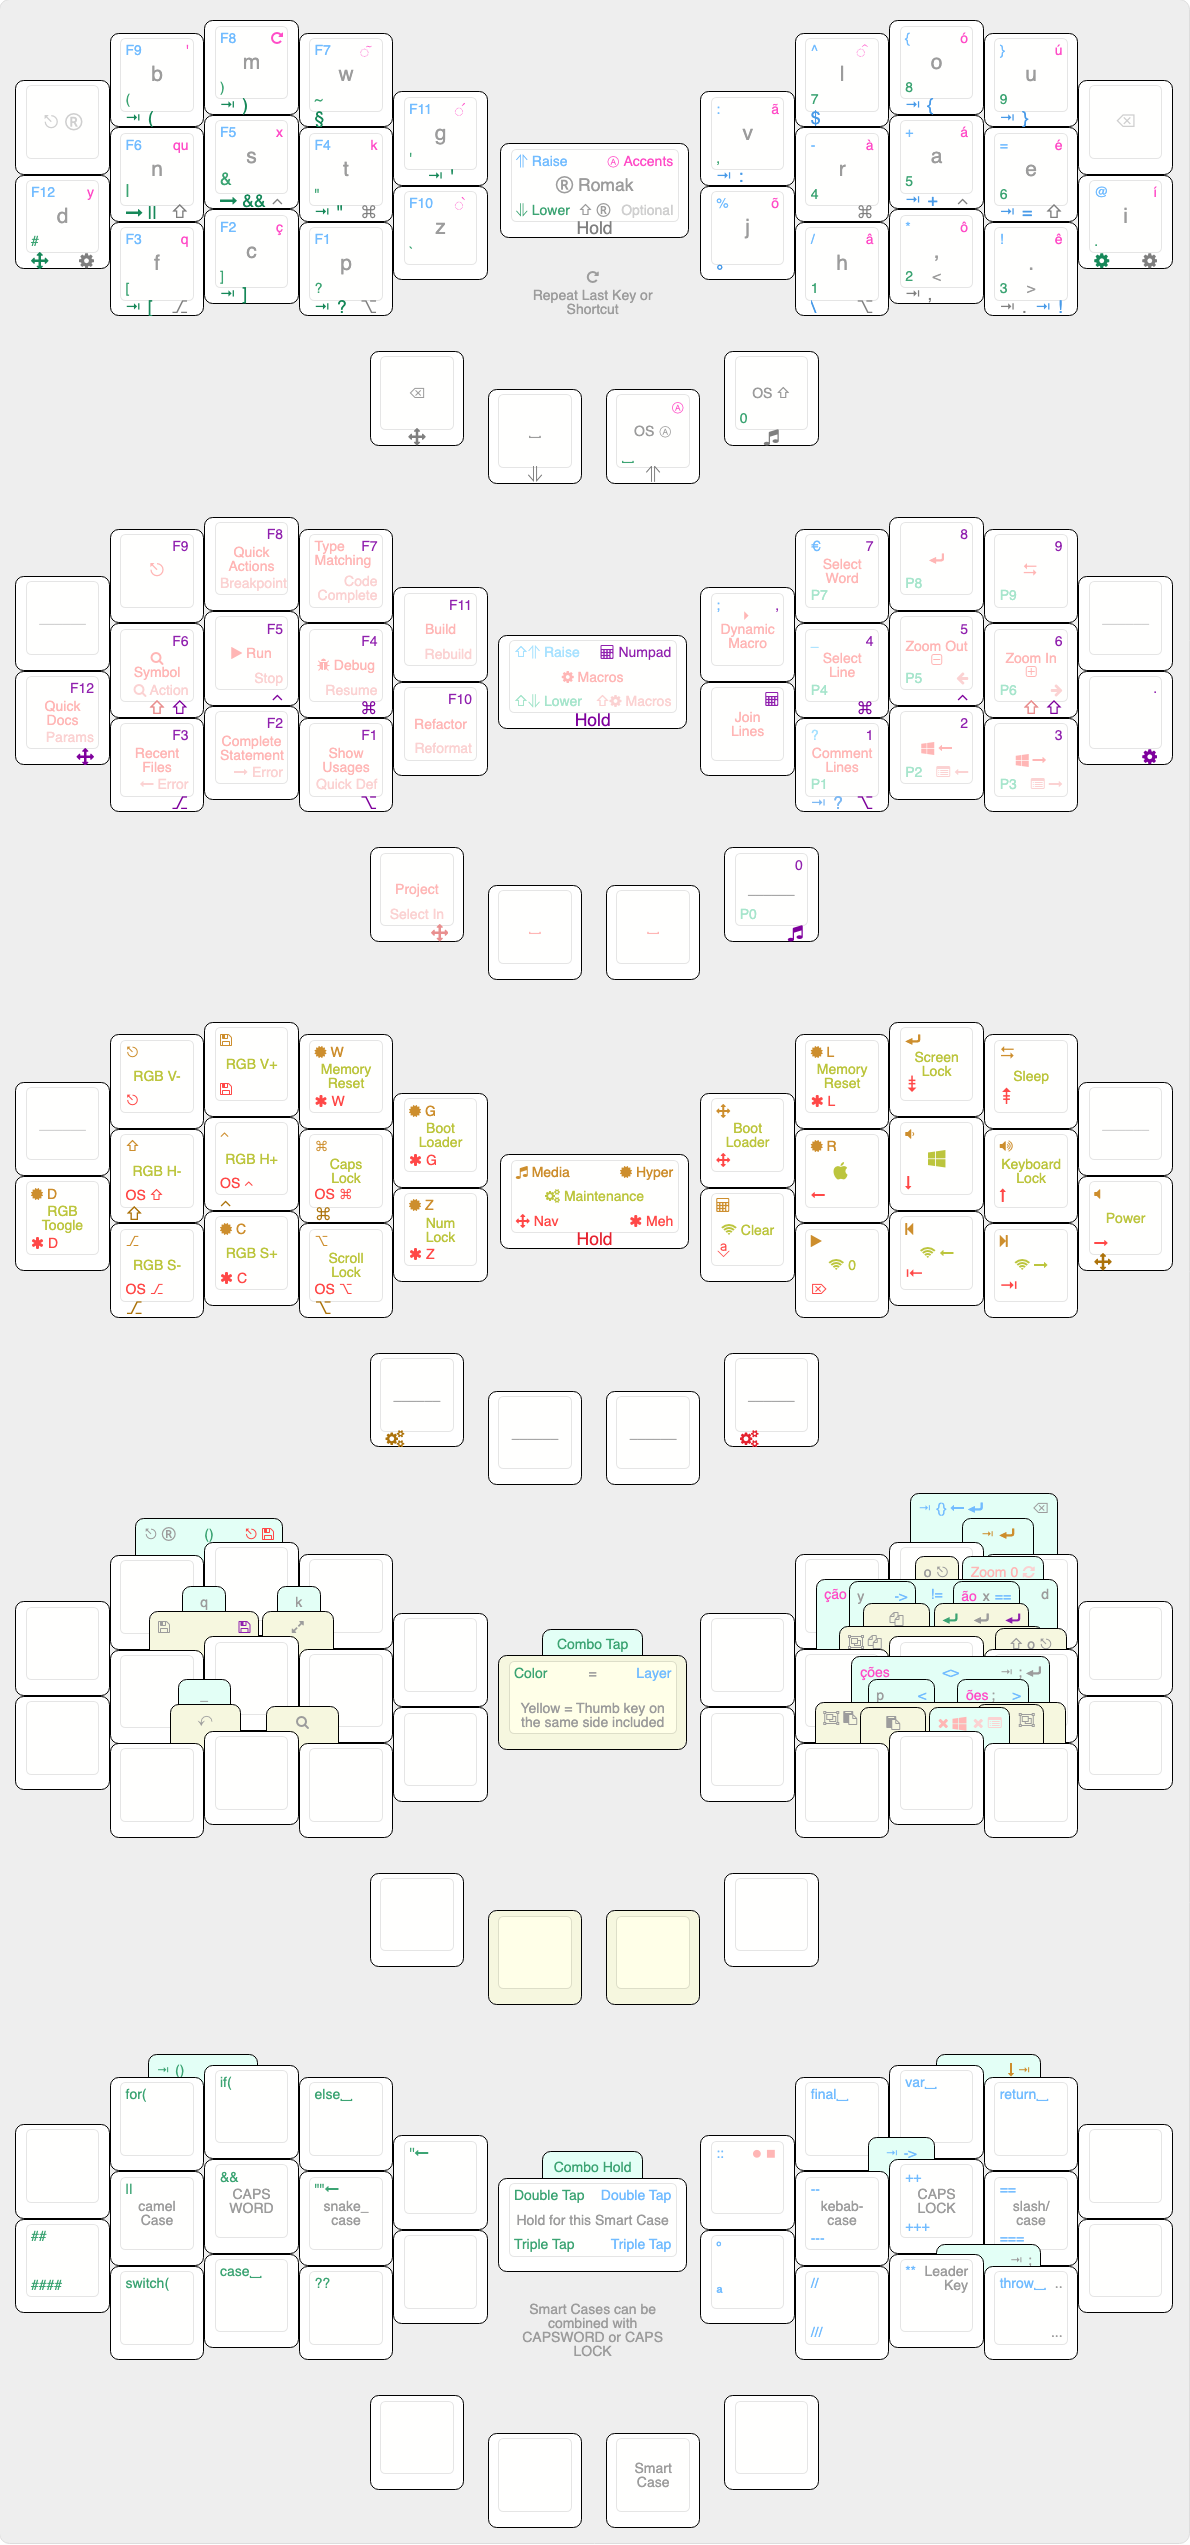 F9 '
b
(
⇥ (
F8
m
)
⇥ )
F7
w
~
§
^
l
7
$
{ ó
o
8
⇥ {
} ú
u
9
⇥ }
®
F11
g
'
⇥ '
: ã
v
,
⇥ :
F6 qu
n
|
→ ||
F5 x
s
&
→ && ^
F4 k
t
"
⇥ " ⌘
Raise Ⓐ Accents
® Romak
Lower ⇧ ® Optional
Hold
- à
r
4
⌘
+ á
a
5
⇥ + ^
= é
e
6
⇥ = ⇧
F12 y
d
#
F10
z
`
% õ
j
°
@ í
i
.
F3 q
f
[
⇥ [
F2 ç
c
]
⇥ ]
F1
p
?
⇥ ? ⌥
/ â
h
1
\ ⌥
* ô
,
2 <
⇥ ,
! ê
.
3 >
⇥ . ⇥ !
Repeat Last Key or
Shortcut
Ⓐ
OS Ⓐ
OS ⇧
0
F9
F8
Quick
Actions
Breakpoint
Type F7
Matching
Code
Complete
€ 7
Select
Word
P7
8
P8
9
P9
F11
Build
Rebuild
; ,
Dynamic
Macro
F6
Symbol
Action
F5
Run
Stop
^
F4
Debug
Resume
⌘
Raise Numpad
Macros
Lower Macros
Hold
_ 4
Select
Line
P4
⌘
5
Zoom Out
P5
^
6
Zoom In
P6
F12
Quick
Docs
Params
F10
Refactor
Reformat
Join
Lines
.
F3
Recent
Files
← Error
F2
Complete
Statement
→ Error
F1
Show
Usages
Quick Def
⌥
? 1
Comment
Lines
P1
⇥ ? ⌥
2
P2
3
P3
Project
Select In
0
P0
RGB V-
RGB V+
W
Memory
Reset
W
L
Memory
Reset
L
Screen
Lock
Sleep
G
Boot
Loader
G
Boot
Loader
RGB H-
OS ⇧
^
RGB H+
OS ^
^
⌘
Caps
Lock
OS ⌘
⌘
Media Hyper
Maintenance
Nav Meh
Hold
R
Keyboard
Lock
D
RGB
Toogle
D
Z
Num
Lock
Z
Clear
a
Power
RGB S-
OS
C
RGB S+
C
⌥
Scroll
Lock
OS ⌥
⌥
0
⇥ {} ←
® ()
⇥
o
Zoom 0
q k
ção y -> != ão x == d
⇧ o
Combo Tap
Color = Layer
Yellow = Thumb key on
the same side included
ções <> ⇥ ;
_
p < ões ; >
⇥ ()
for(
if(
else
final
var
return
"←
::
⇥ ->
||
camel
Case
&&
CAPS
WORD
""←
snake_
case
Combo Hold
Double Tap Double Tap
Hold for this Smart Case
Triple Tap Triple Tap
--
kebab-
case
---
++
CAPS
LOCK
+++
==
slash/
case
===
##
####
°
a
⇥ ;
switch(
case
??
//
///
** Leader
Key
throw ..
...
Smart Cases can be
combined with
CAPSWORD or CAPS
LOCK
Smart
Case